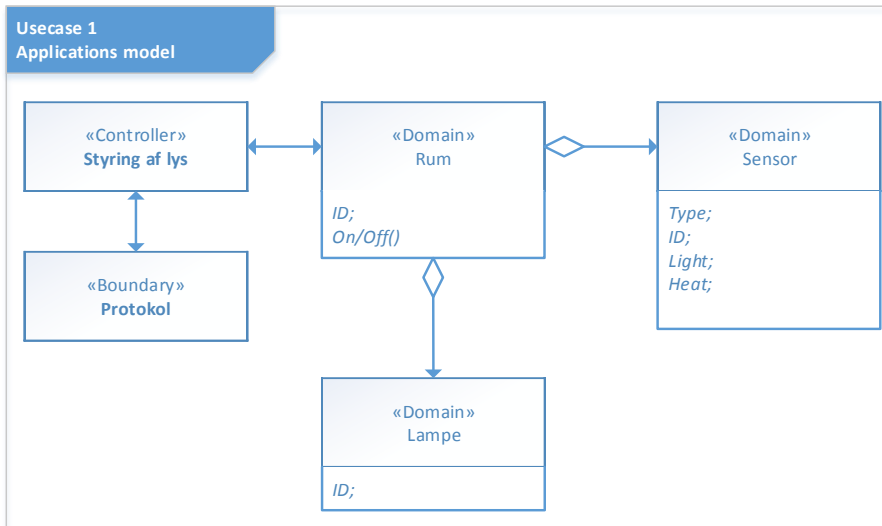 Usecase 1
Applications model
«Controller»
Styring af lys
«Domain»
Rum
ID;
On/Off()
«Domain»
Sensor
Type;
ID;
Light;
Heat;
«Boundary»
Protokol
«Domain»
Lampe
ID;